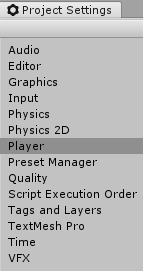 Project Settings
Audio
Editor
Graphics
Input
Physics
Physics 2D
Player
Preset Manager
Quality
Script Execution Order
Tags and Layers
TextMesh Pro
Time
VFX